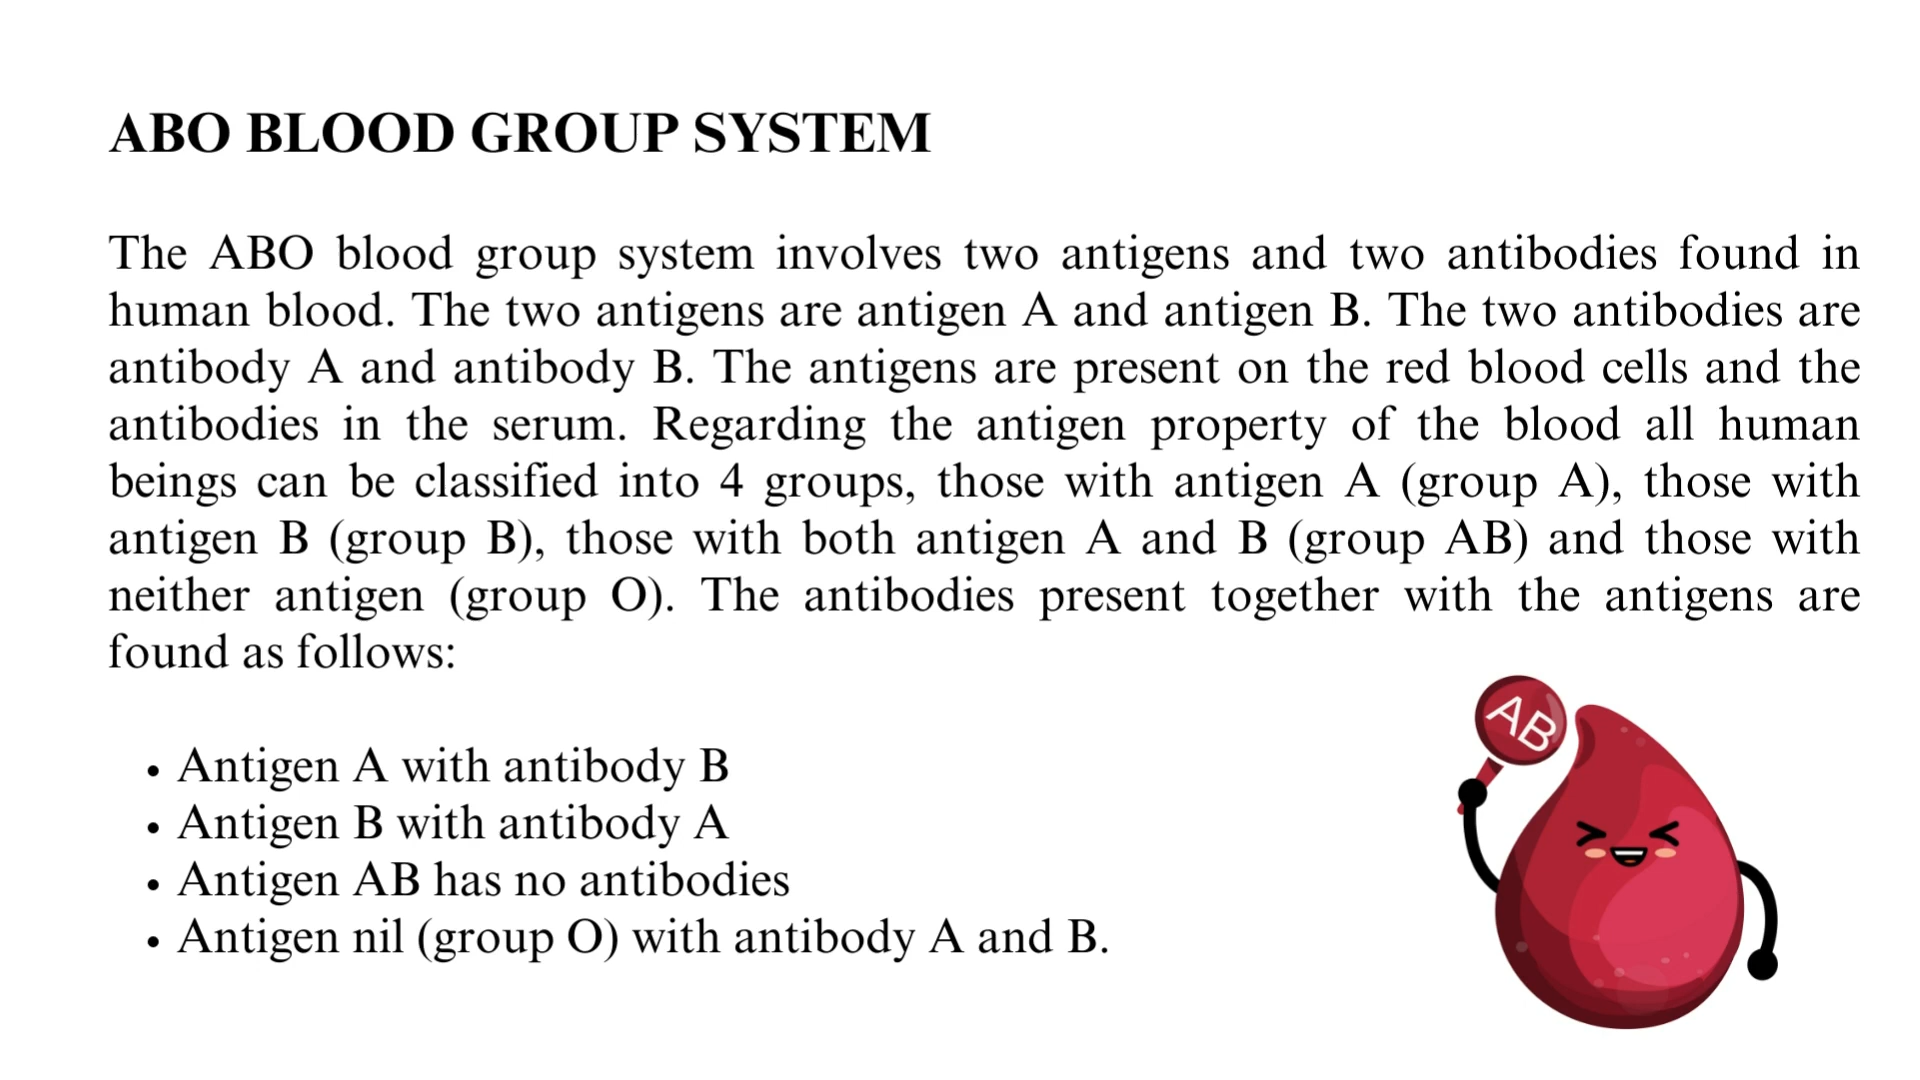 ABO BLOOD GROUP SYSTEM
The ABO blood group system involves two antigens and two antibodies found in
human blood. The two antigens are antigen A and antigen B. The two antibodies are
antibody A and antibody B. The antigens are present on the red blood cells and the
antibodies in the serum. Regarding the antigen property of the blood all human
beings can be classified into 4 groups, those with antigen A (group A), those with
antigen B (group B), those with both antigen A and B (group AB) and those with
neither antigen (group O). The antibodies present together with the antigens are
found as follows:
• Antigen A with antibody B
• Antigen B with antibody A
• Antigen AB has no antibodies
• Antigen nil (group O) with antibody A and B.
AB